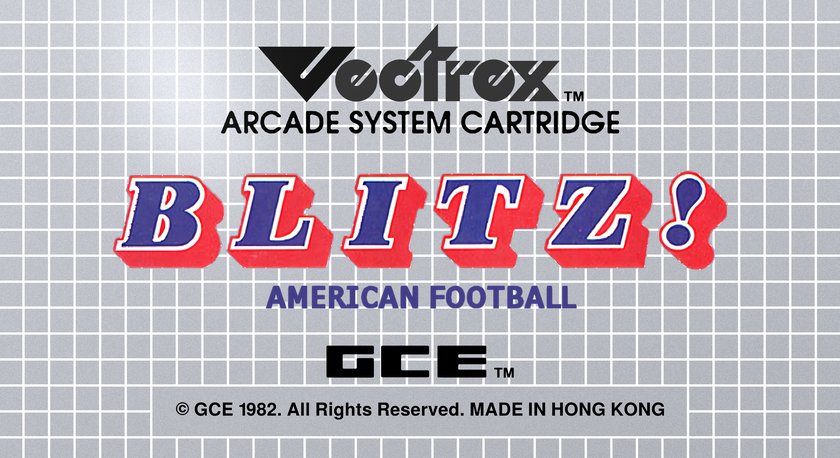 Vectrex™
ARCADE SYSTEM CARTRIDGE
BLITZ!
AMERICAN FOOTBALL
GCE™
© GCE 1982. All Rights Reserved. MADE IN HONG KONG